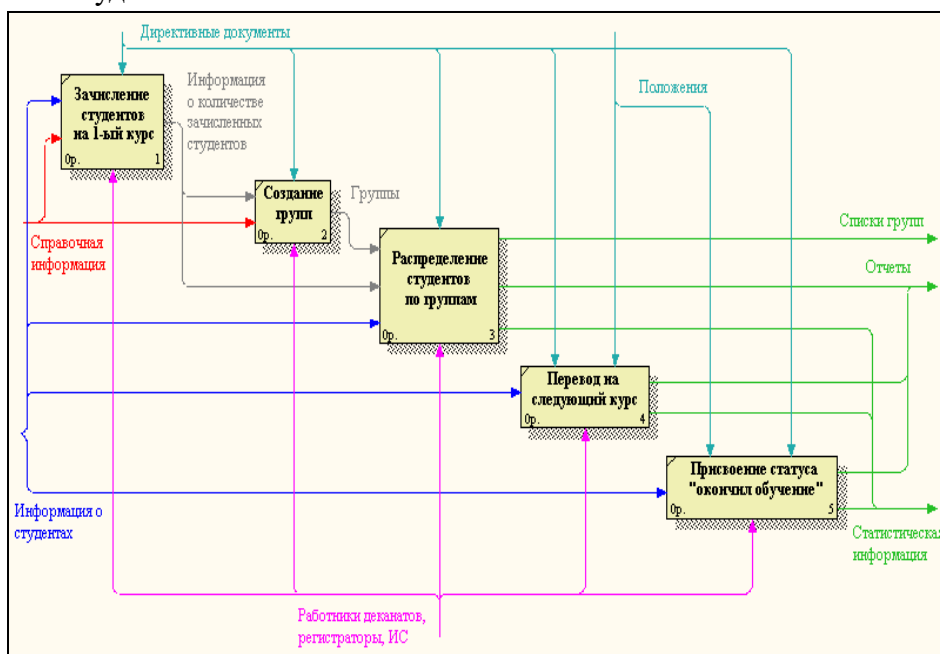 Директивные документы
Зачисление
студентов
на 1-ый курс
0р. 1
Информация
о количестве
зачисленных
студентов
Положения
Создание
групп
0р. 2
Группы
Справочная
информация
Распределение
студентов
по группам
0р. 3
Списки групп
Отчеты
Перевод на
следующий курс
0р. 4
Присвоение статуса
"окончил обучение"
0р. 5
Информация о
студентах
Статистическая
информация
Работники деканатов,
регистраторы, ИС